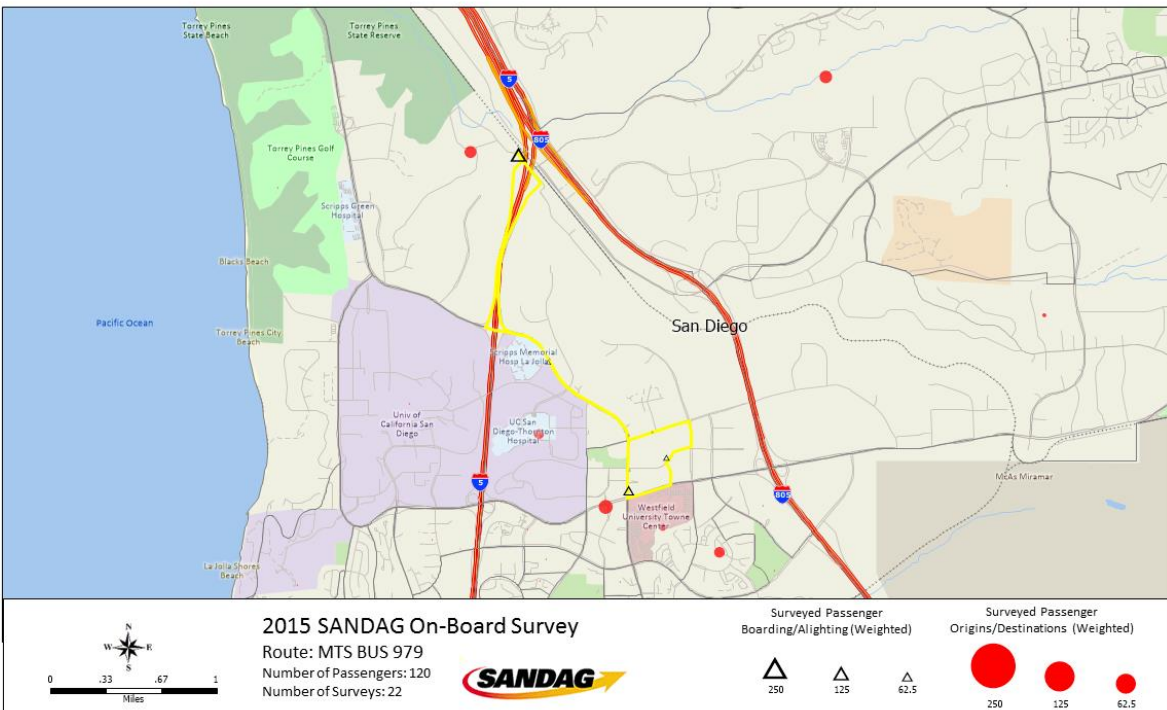 Torrey Pines
State Beach
Torrey Pines
State Reserve
5
805
Torrey Pines Golf
Course
Scripps Green
Hospital
Blacks Beach
Pacific Ocean
Torrey Pines City
Beach
San Diego
Scripps Memorial
Hosp La Jolla
Univ of
California San
Diego
UC San
Diego-Thornton
Hospital
5
805
McAs Miramar
Westfield
University Towne
Center
La Jolla Shores
Beach
N
W E
S
0 .33 .67 1
Miles
2015 SANDAG On-Board Survey
Route: MTS BUS 979
Number of Passengers: 120
Number of Surveys: 22
SANDAG
Surveyed Passenger
Boarding/Alighting (Weighted)
250 125 62.5
Surveyed Passenger
Origins/Destinations (Weighted)
250 125 62.5